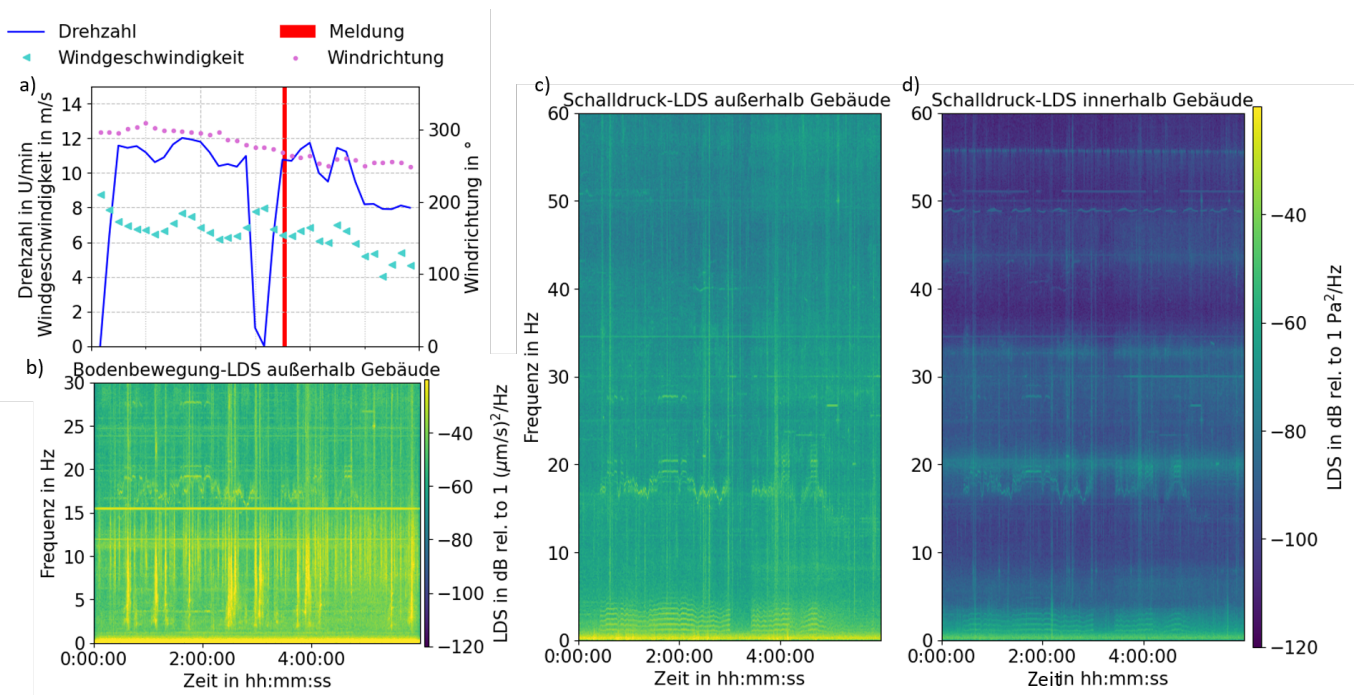 Drehzahl
Meldung
Windgeschwindigkeit
Windrichtung
a)
14
12
10
8
6
4
2
0
Drehzahl in U/min
Windgeschwindigkeit in m/s
300
200
100
0
Windrichtung in °
b)
Bodenbewegung-LDS außerhalb Gebäude
30
25
20
15
10
5
0
Frequenz in Hz
0:00:00
2:00:00
4:00:00
Zeit in hh:mm:ss
−40
−60
−80
−100
−120
LDS in dB rel. to 1 (μm/s)²/Hz
c)
Schalldruck-LDS außerhalb Gebäude
60
50
40
30
20
10
0
Frequenz in Hz
0:00:00
2:00:00
4:00:00
Zeit in hh:mm:ss
d)
Schalldruck-LDS innerhalb Gebäude
60
50
40
30
20
10
0
0:00:00
2:00:00
4:00:00
Zeit in hh:mm:ss
−40
−60
−80
−100
−120
LDS in dB rel. to 1 Pa²/Hz